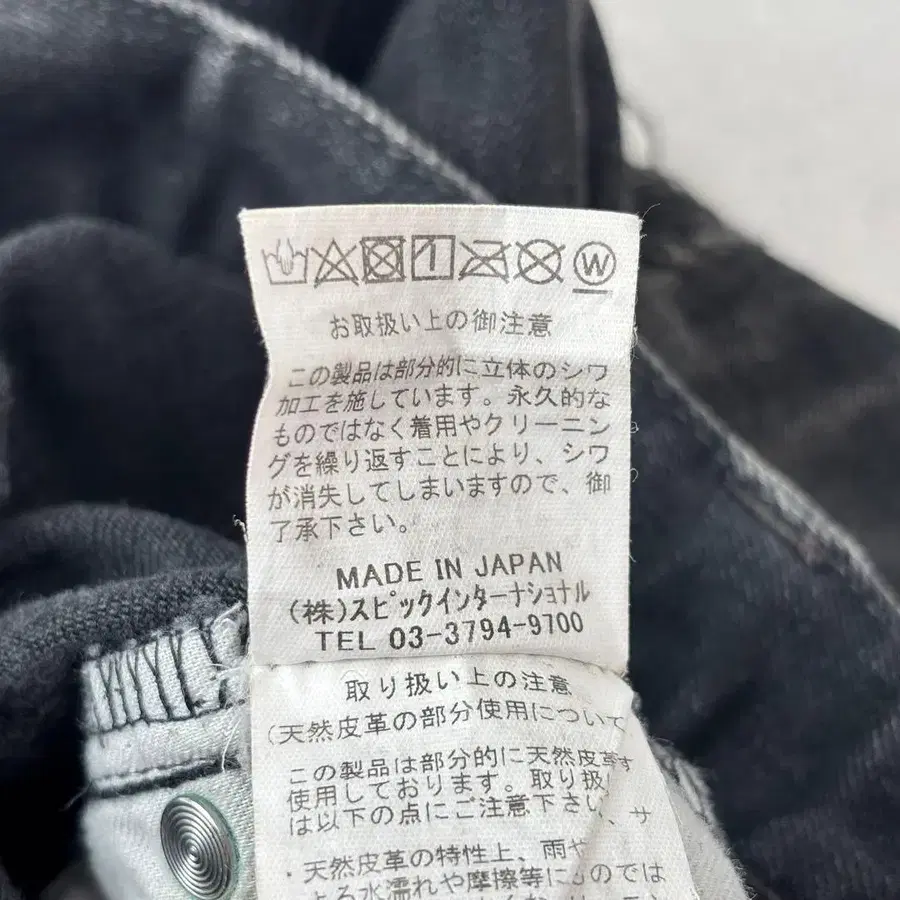 W
お取扱い上の御注意
この製品は部分的に立体のシワ
加工を施しています。永久的な
ものではなく着用やクリーニン
グを繰り返すことにより、シワ
が消失してしまいますので、御
了承下さい。
MADE IN JAPAN
(株)スピックインターナショナル
TEL 03-3794-9700
取り扱い上の注意
(天然皮革の部分使用について
この製品は部分的に天然皮革
使用しております。取り扱
は以下の点にご注意下さい、サ
・天然皮革の特性上、雨や
よる水濡れや摩擦等に
のでは